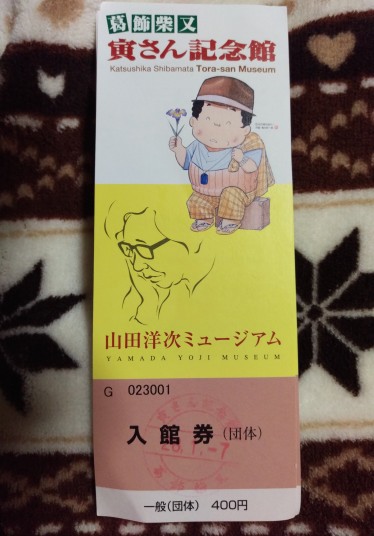 葛飾柴又
寅さん記念館
Katsushika Shibamata Tora-san Museum
山田洋次ミュージアム
YAMADA YOJI MUSEUM
G 023001
入館券(団体)
一般(団体) 400円